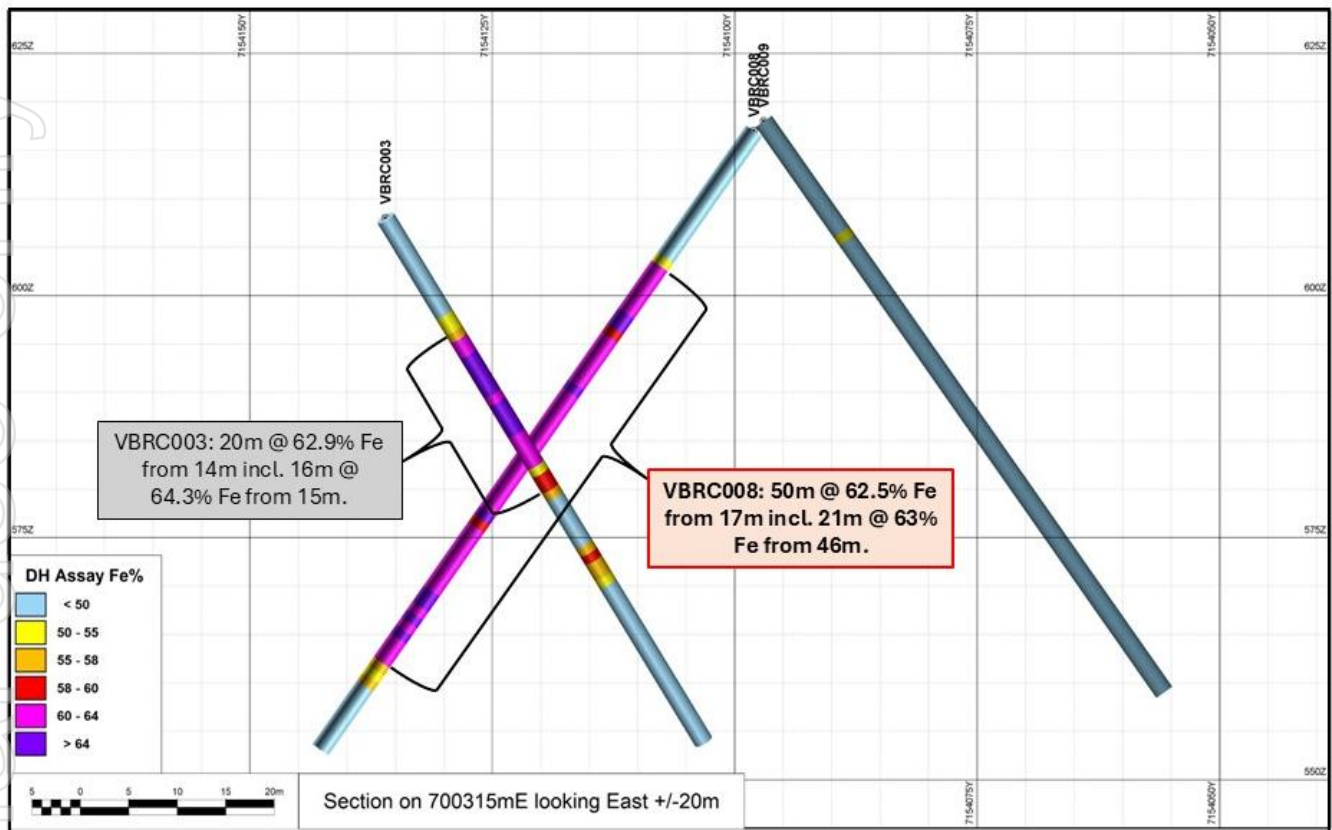 7154150Y
7154125Y
7154100Y
7154075Y
7154050Y
625Z
625Z
VBRC008
VBRC009
VBRC003
600Z
600Z
VBRC003: 20m @ 62.9% Fe
from 14m incl. 16m @
64.3% Fe from 15m.
VBRC008: 50m @ 62.5% Fe
from 17m incl. 21m @ 63%
Fe from 46m.
575Z
575Z
DH Assay Fe%
< 50
50 - 55
55 - 58
58 - 60
60 - 64
> 64
550Z
5 0 5 10 15 20m
Section on 700315mE looking East +/-20m
7154075Y
7154050Y